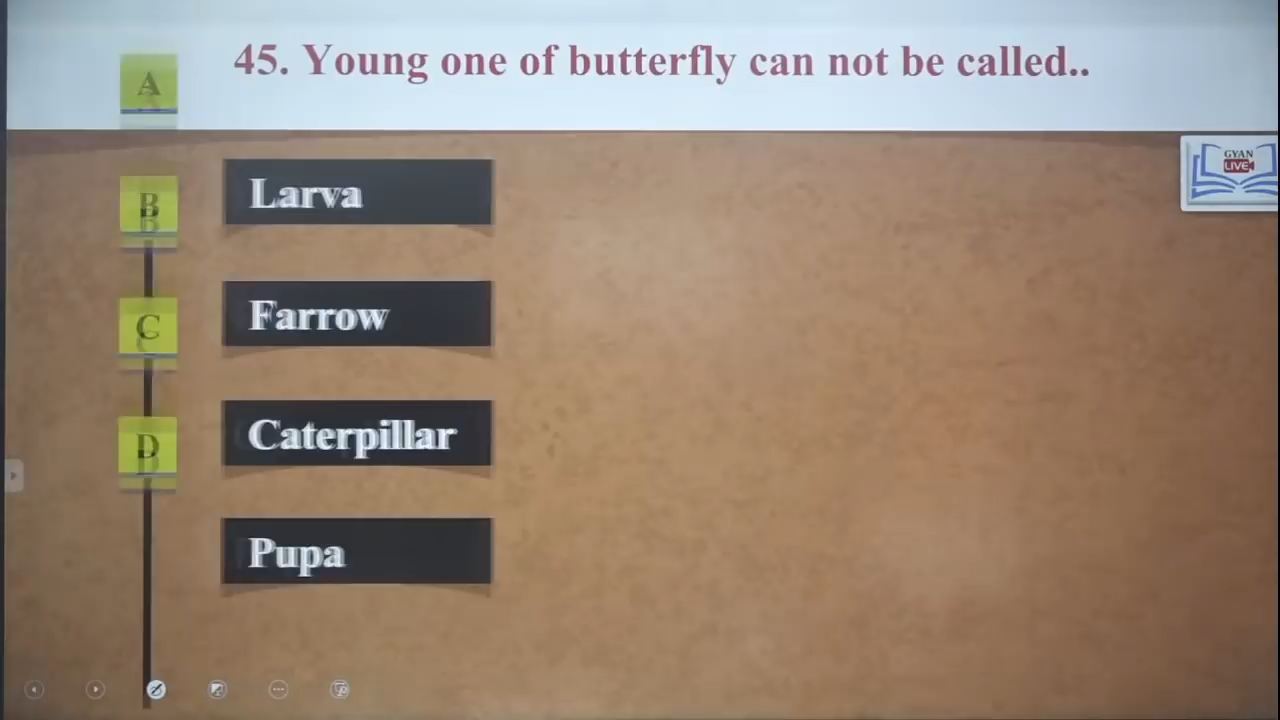 45. Young one of butterfly can not be called..
A
GYAN
LIVE
Larva
B
Farrow
C
Caterpillar
D
Pupa